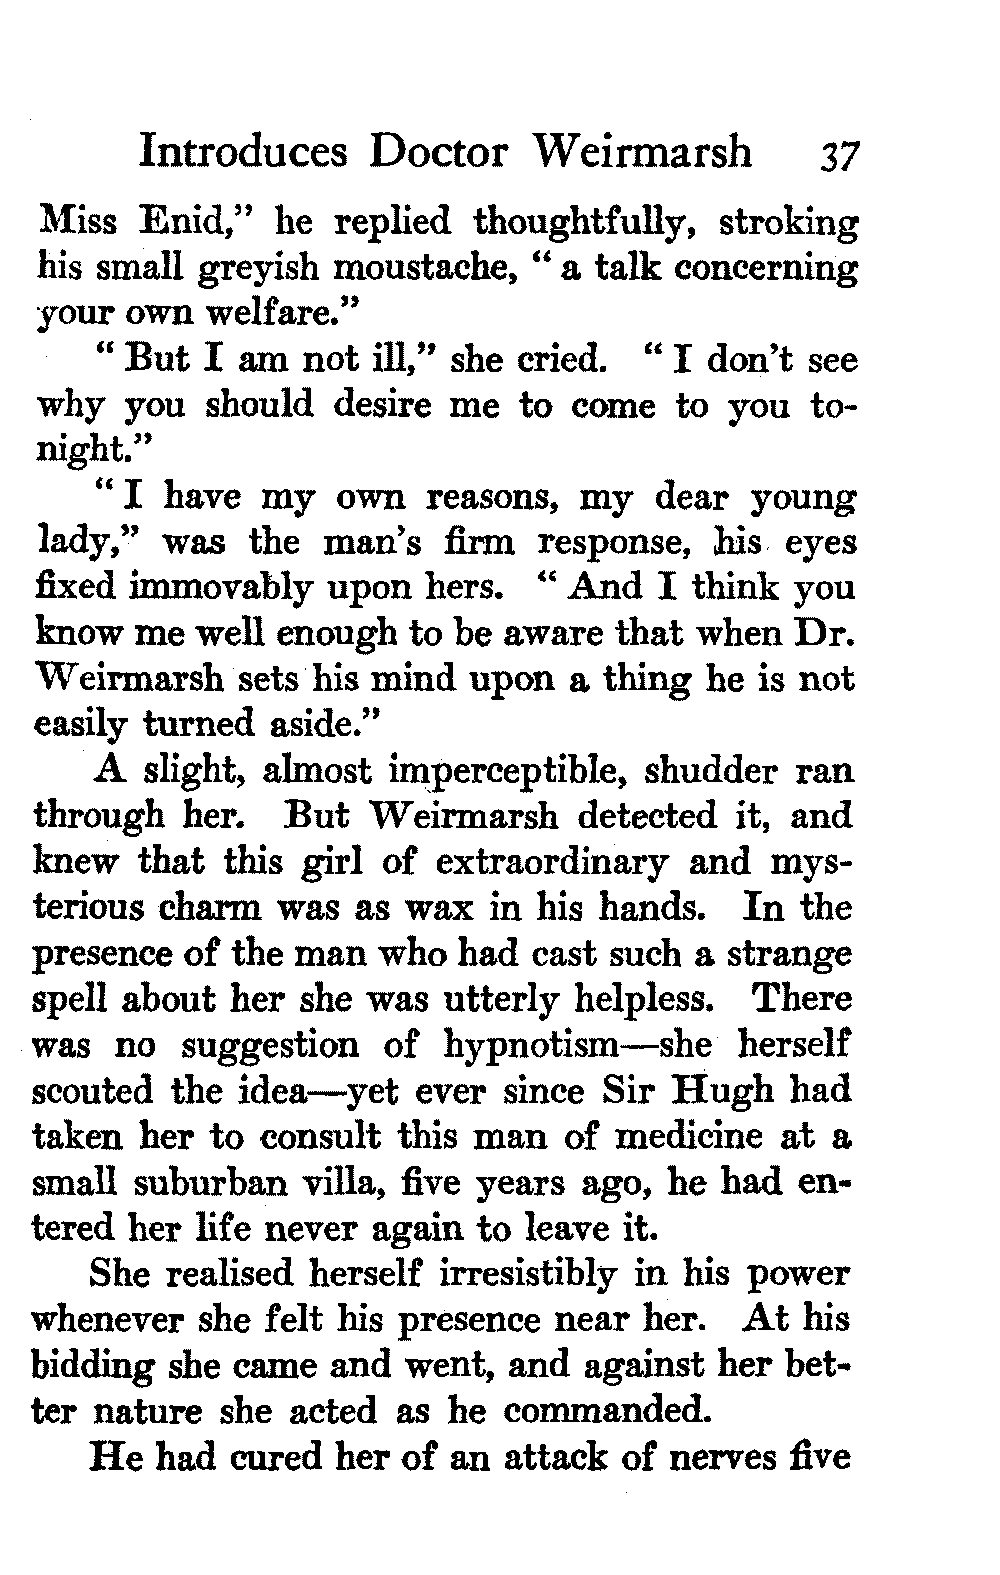 Introduces Doctor Weirmarsh 37
Miss Enid,” he replied thoughtfully, stroking
his small greyish moustache, “ a talk concerning
your own welfare.”
“ But I am not ill,” she cried. “ I don’t see
why you should desire me to come to you to-
night.”
“ I have my own reasons, my dear young
lady,” was the man’s firm response, his eyes
fixed immovably upon hers. “ And I think you
know me well enough to be aware that when Dr.
Weirmarsh sets his mind upon a thing he is not
easily turned aside.”
A slight, almost imperceptible, shudder ran
through her. But Weirmarsh detected it, and
knew that this girl of extraordinary and mys-
terious charm was as wax in his hands. In the
presence of the man who had cast such a strange
spell about her she was utterly helpless. There
was no suggestion of hypnotism—she herself
scouted the idea—yet ever since Sir Hugh had
taken her to consult this man of medicine at a
small suburban villa, five years ago, he had en-
tered her life never again to leave it.
She realised herself irresistibly in his power
whenever she felt his presence near her. At his
bidding she came and went, and against her bet-
ter nature she acted as he commanded.
He had cured her of an attack of nerves five